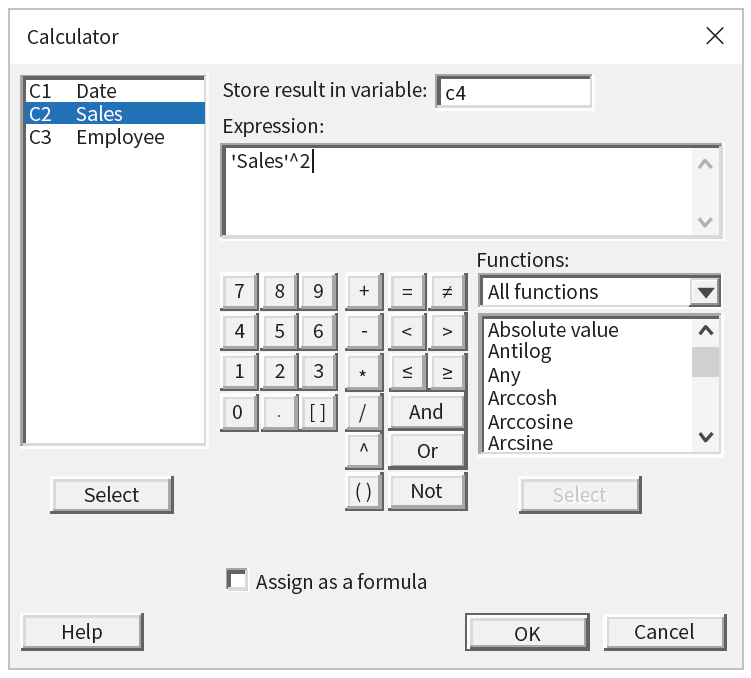 Calculator
C1 Date
C2 Sales
C3 Employee
Select
Store result in variable: c4
Expression:
'Sales'^2
7 8 9 + = ≠
4 5 6 - < >
1 2 3 * ≤ ≥
0 . [ ] / And
^ Or
( ) Not
Functions:
All functions
Absolute value
Antilog
Any
Arccosh
Arccosine
Arcsine
Select
Assign as a formula
Help
OK
Cancel